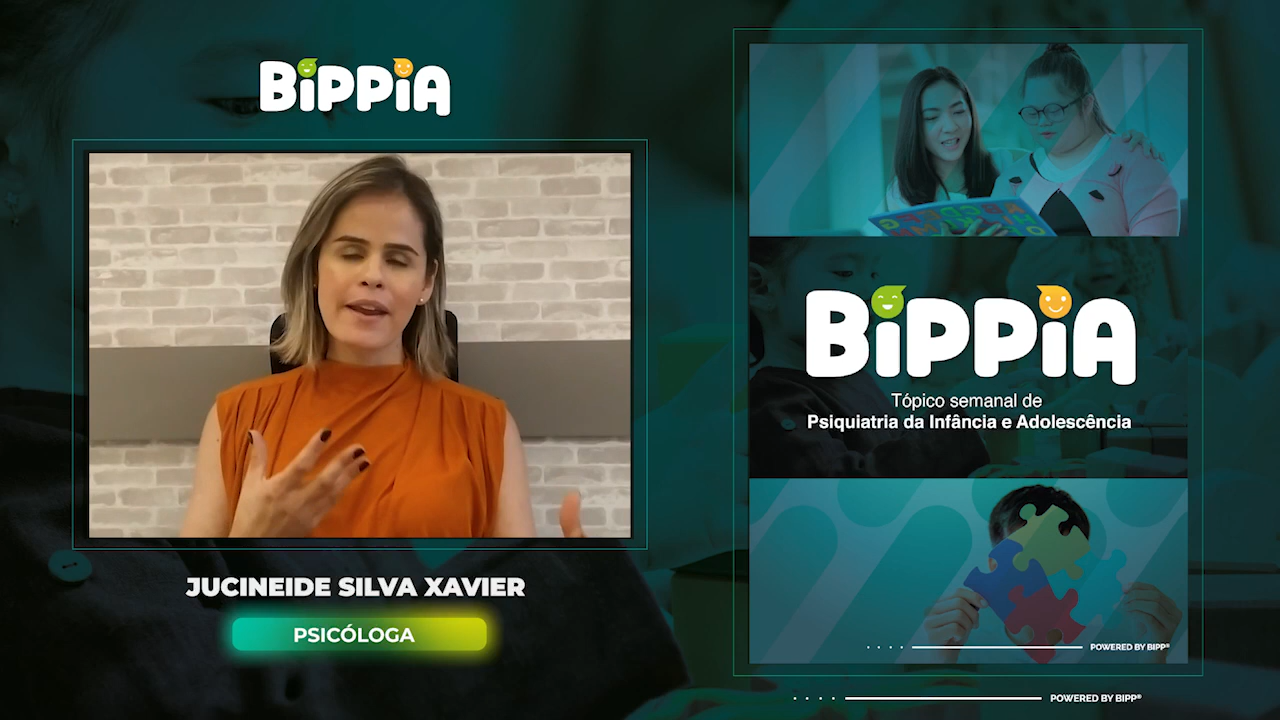 BiPPiA
JUCINEIDE SILVA XAVIER
PSICÓLOGA
BiPPiA
Tópico semanal de
Psiquiatria da Infância e Adolescência
POWERED BY BIPP®
POWERED BY BIPP®